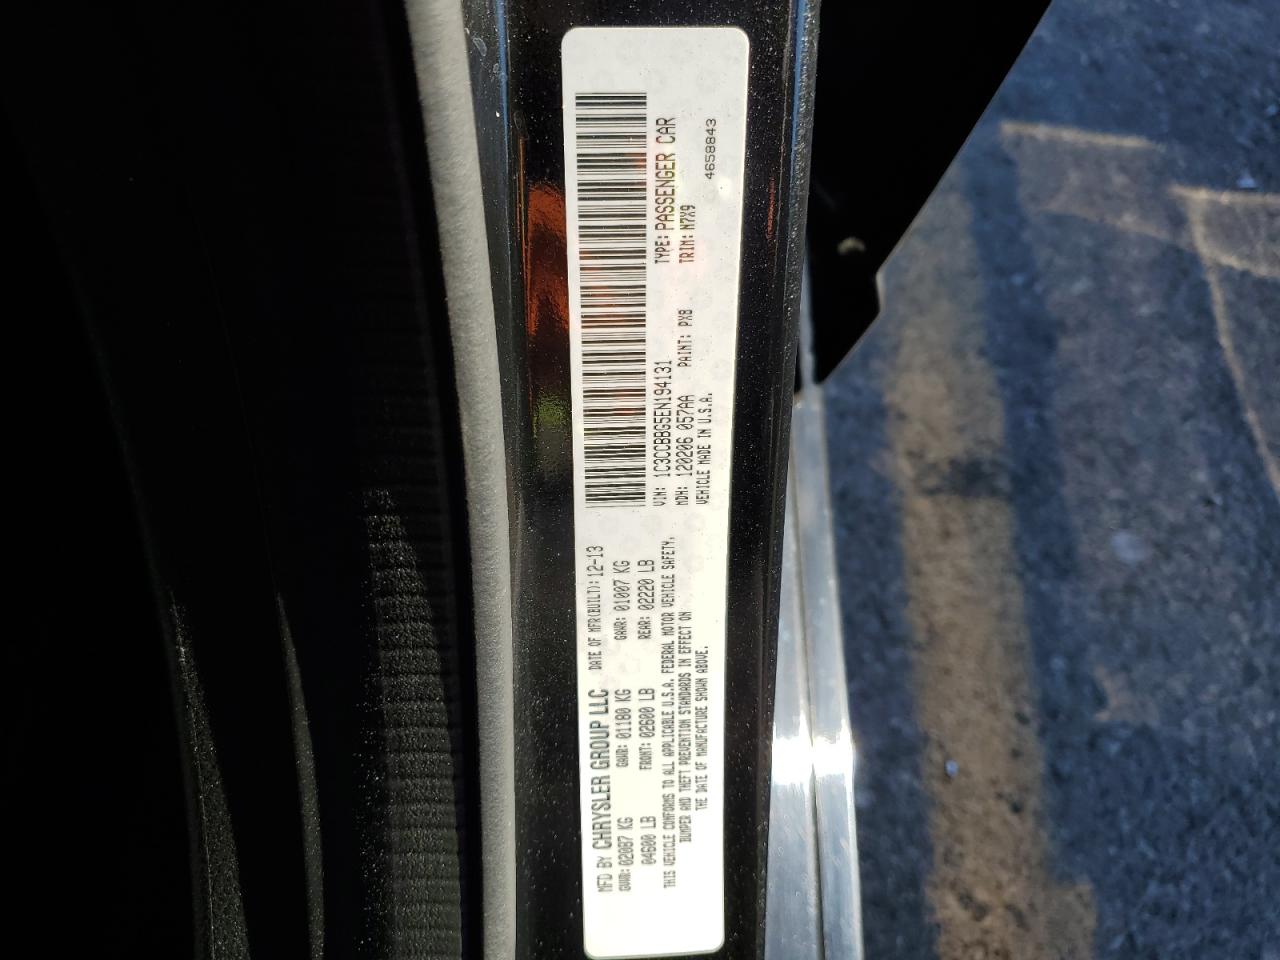 MFD BY CHRYSLER GROUP LLC DATE OF MFR(BUILT): 12-13
GVWR: 02087 KG GAWR: 01180 KG GAWR: 01007 KG
04600 LB FRONT: 02600 LB REAR: 02220 LB
THIS VEHICLE CONFORMS TO ALL APPLICABLE U.S.A. FEDERAL MOTOR VEHICLE SAFETY,
BUMPER AND THEFT PREVENTION STANDARDS IN EFFECT ON
THE DATE OF MANUFACTURE SHOWN ABOVE.
VIN: 1C3CCBBG5EN194131 TYPE: PASSENGER CAR
MDH: 120206 057AA PAINT: PX8 TRIM: N7X9
VEHICLE MADE IN U.S.A. 4658843